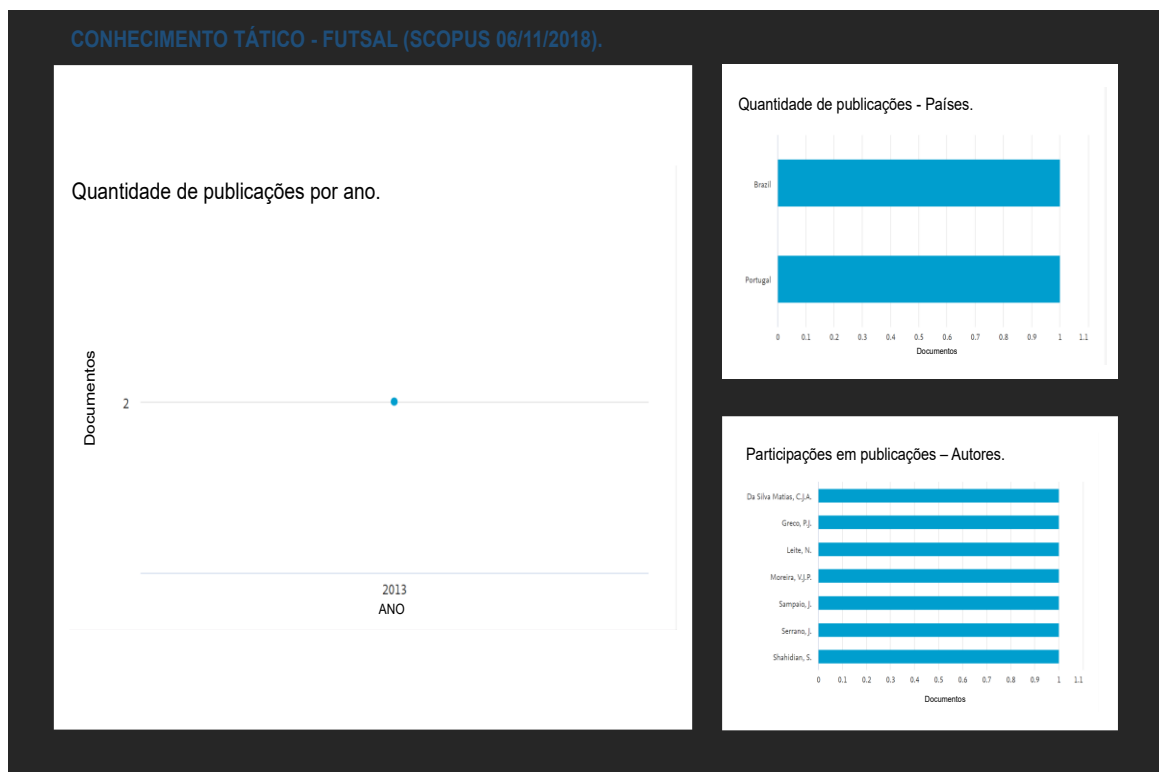 CONHECIMENTO TÁTICO - FUTSAL (SCOPUS 06/11/2018).
Quantidade de publicações por ano.
Documentos
2
2013
ANO
Quantidade de publicações - Países.
Brazil
Portugal
0 0.1 0.2 0.3 0.4 0.5 0.6 0.7 0.8 0.9 1 1.1
Documentos
Participações em publicações – Autores.
Da Silva Matias, C.J.A.
Greco, P.J.
Leite, N.
Moreira, V.J.P.
Sampaio, J.
Serrano, J.
Shahidian, S.
0 0.1 0.2 0.3 0.4 0.5 0.6 0.7 0.8 0.9 1 1.1
Documentos